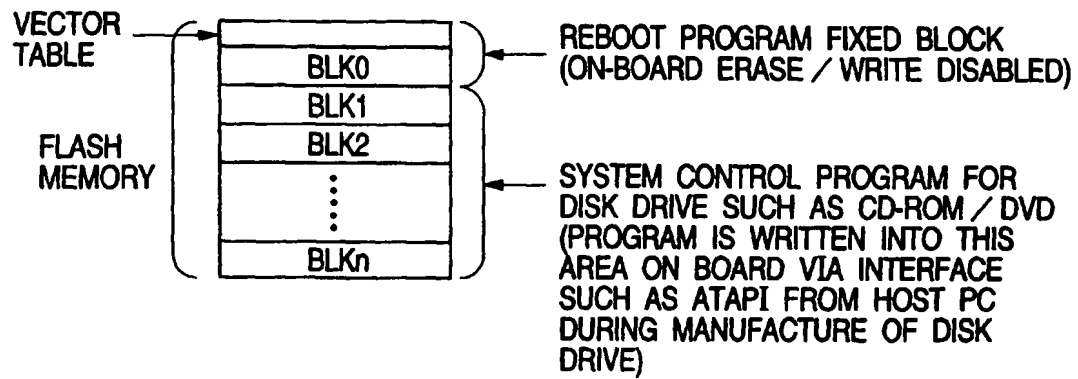 VECTOR
TABLE
FLASH
MEMORY
BLK0
BLK1
BLK2
BLKn
REBOOT PROGRAM FIXED BLOCK
(ON-BOARD ERASE / WRITE DISABLED)
SYSTEM CONTROL PROGRAM FOR
DISK DRIVE SUCH AS CD-ROM / DVD
(PROGRAM IS WRITTEN INTO THIS
AREA ON BOARD VIA INTERFACE
SUCH AS ATAPI FROM HOST PC
DURING MANUFACTURE OF DISK
DRIVE)